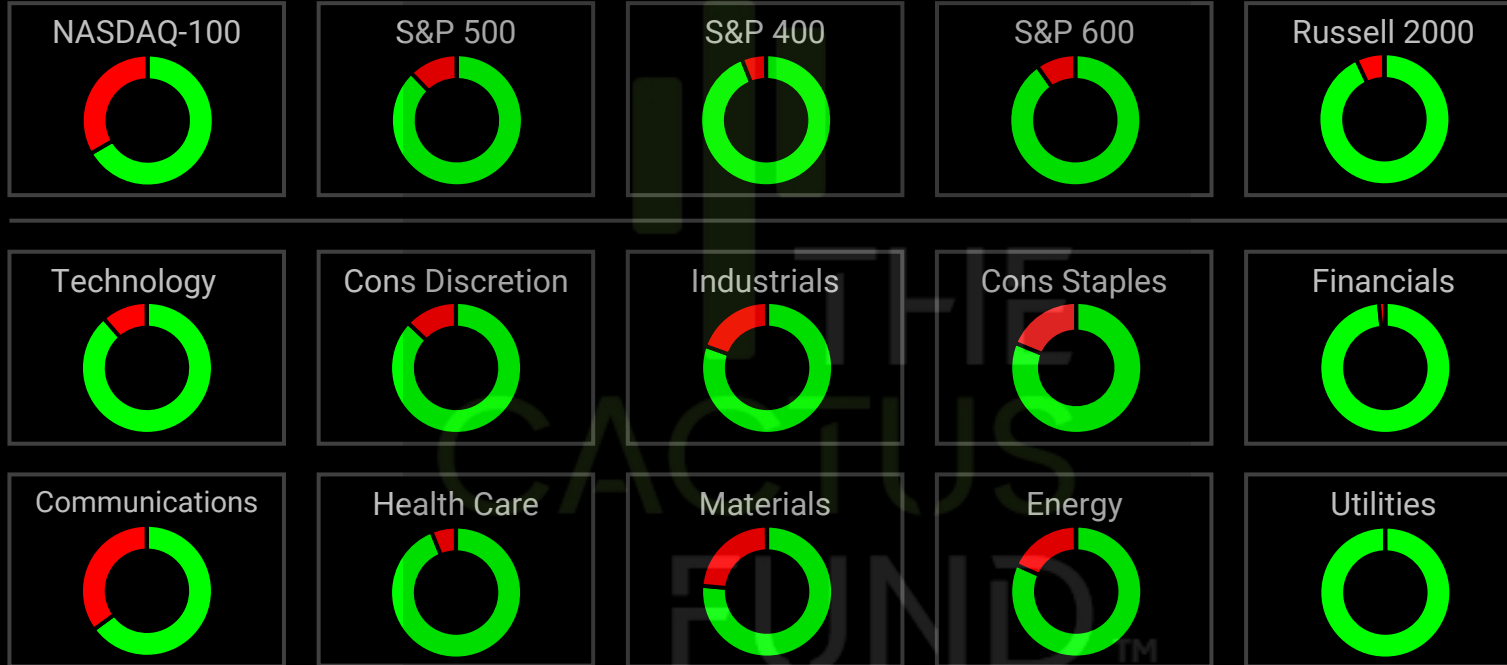 NASDAQ-100
S&P 500
S&P 400
S&P 600
Russell 2000
Technology
Cons Discretion
Industrials
Cons Staples
Financials
Communications
Health Care
Materials
Energy
Utilities
THE
CACTUS
FUND™